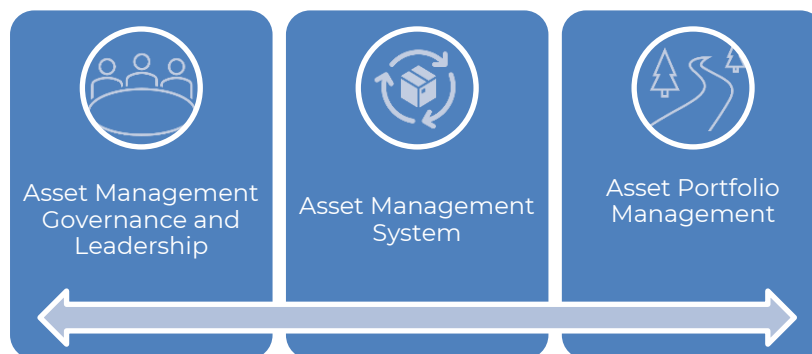 Asset Management
Governance and
Leadership
Asset Management
System
Asset Portfolio
Management